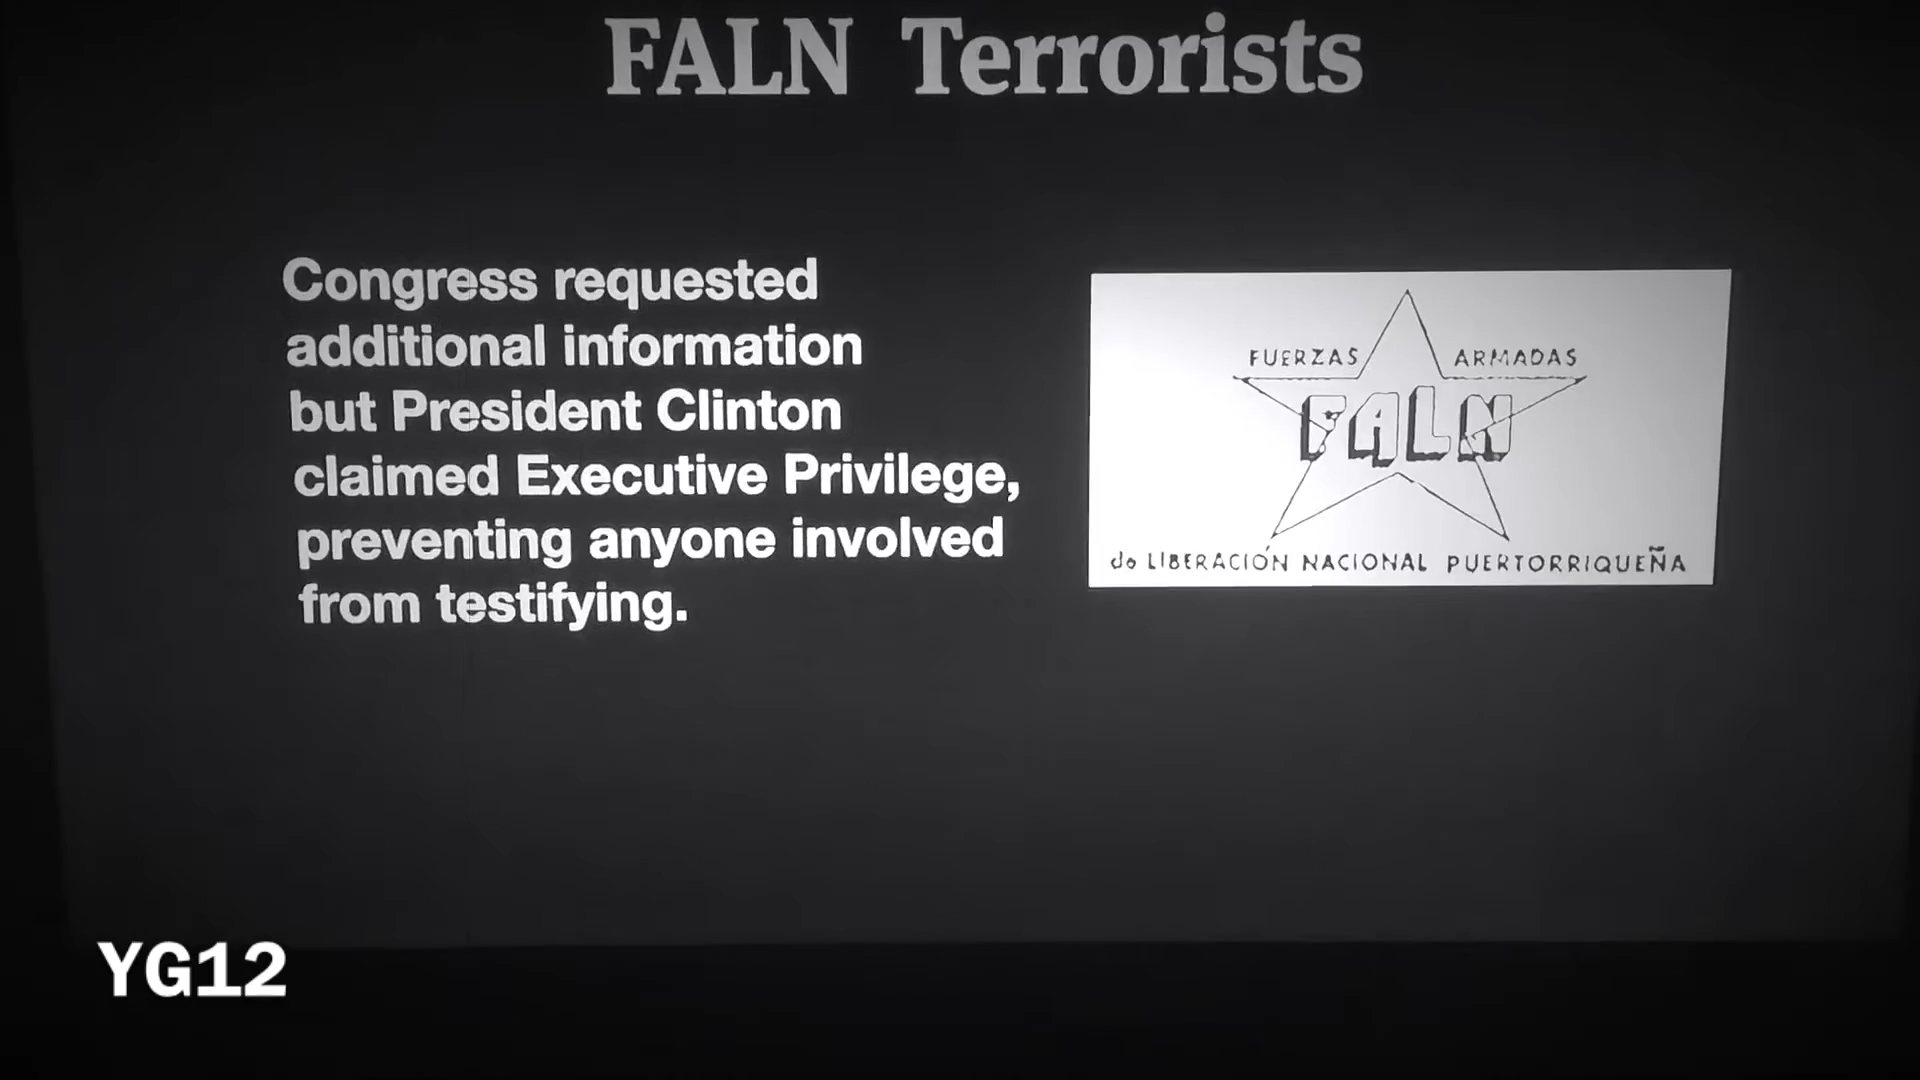 FALN Terrorists
Congress requested
additional information
but President Clinton
claimed Executive Privilege,
preventing anyone involved
from testifying.
FUERZAS ARMADAS
FALN
de LIBERACIÓN NACIONAL PUERTORRIQUEÑA
YG12